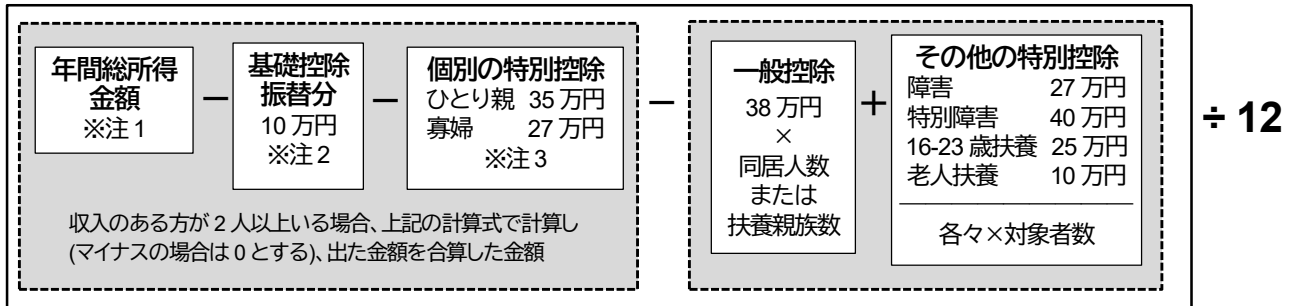 年間総所得
金額
※注 1
－
基礎控除
振替分
10 万円
※注 2
－
個別の特別控除
ひとり親 35 万円
寡婦 27 万円
※注 3
収入のある方が 2 人以上いる場合、上記の計算式で計算し
(マイナスの場合は 0 とする)、出た金額を合算した金額
－
一般控除
38 万円
×
同居人数
または
扶養親族数
＋
その他の特別控除
障害 27 万円
特別障害 40 万円
16-23 歳扶養 25 万円
老人扶養 10 万円
各々×対象者数
÷ 12